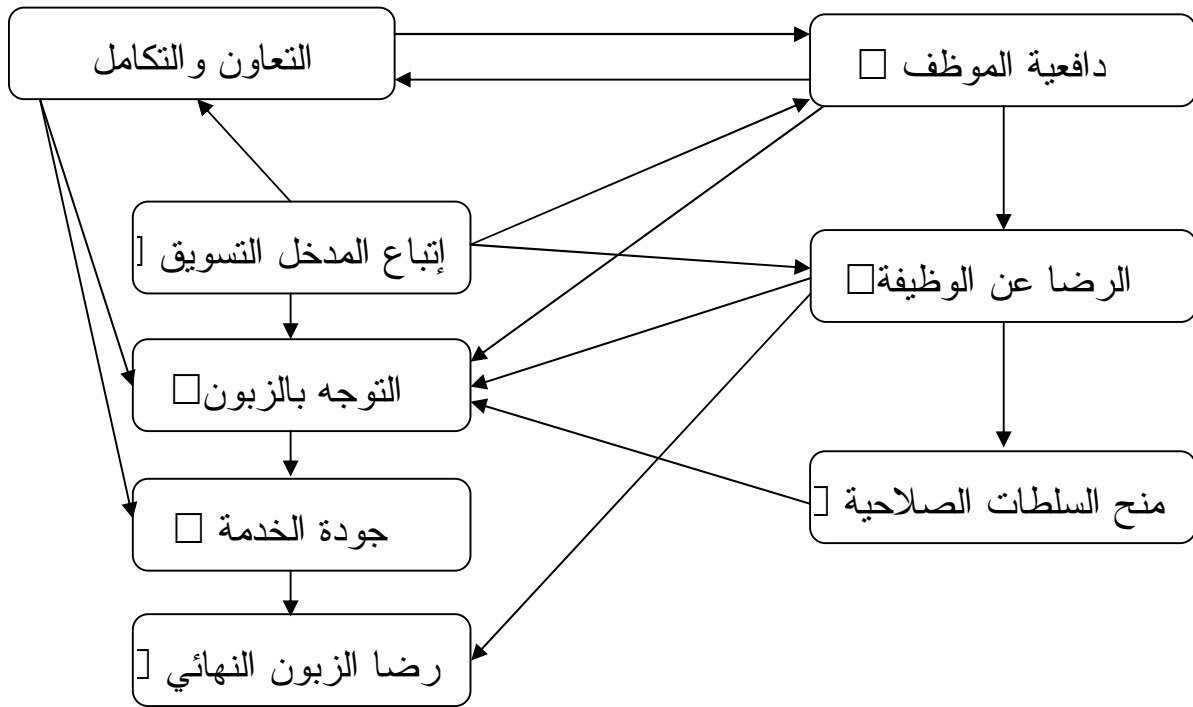 التعاون والتكامل
دافعية الموظف
إتباع المدخل التسويق
الرضا عن الوظيفة
التوجه بالزبون
جودة الخدمة
منح السلطات الصلاحية
رضا الزبون النهائي